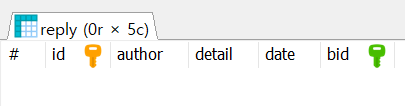 reply (0r × 5c)
# id author detail date bid